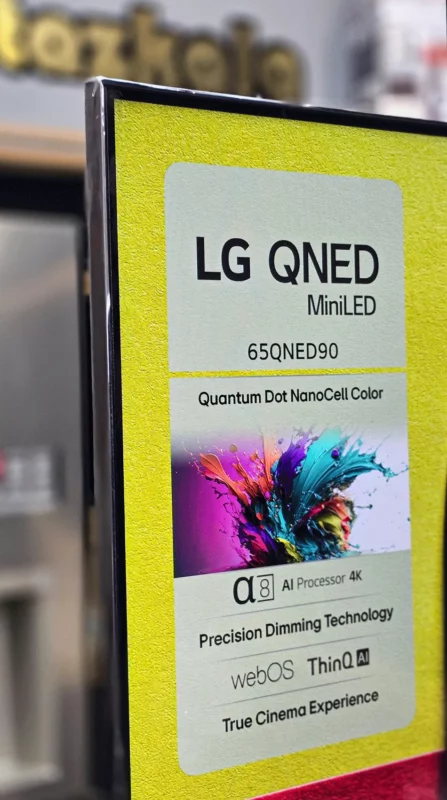 LG QNED
MiniLED
65QNED90
Quantum Dot NanoCell Color
α8 AI Processor 4K
Precision Dimming Technology
webOS ThinQ AI
True Cinema Experience